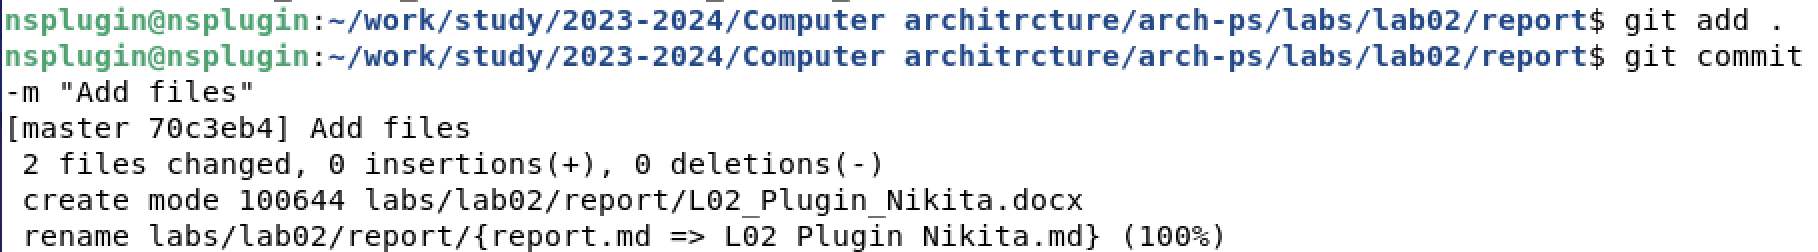 nsplugin@nsplugin:~/work/study/2023-2024/Computer architrcture/arch-ps/labs/lab02/report$ git add .
nsplugin@nsplugin:~/work/study/2023-2024/Computer architrcture/arch-ps/labs/lab02/report$ git commit
-m "Add files"
[master 70c3eb4] Add files
 2 files changed, 0 insertions(+), 0 deletions(-)
 create mode 100644 labs/lab02/report/L02_Plugin_Nikita.docx
 rename labs/lab02/report/{report.md => L02_Plugin_Nikita.md} (100%)